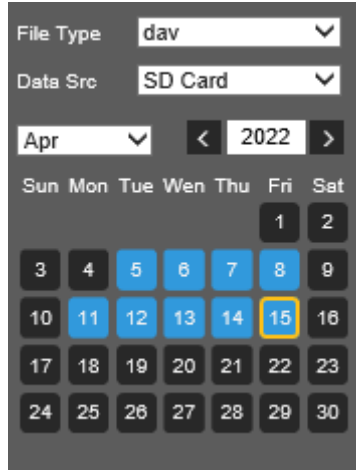 File Type dav
Data Src SD Card
Apr 2022
Sun Mon Tue Wen Thu Fri Sat
1 2
3 4 5 6 7 8 9
10 11 12 13 14 15 16
17 18 19 20 21 22 23
24 25 26 27 28 29 30